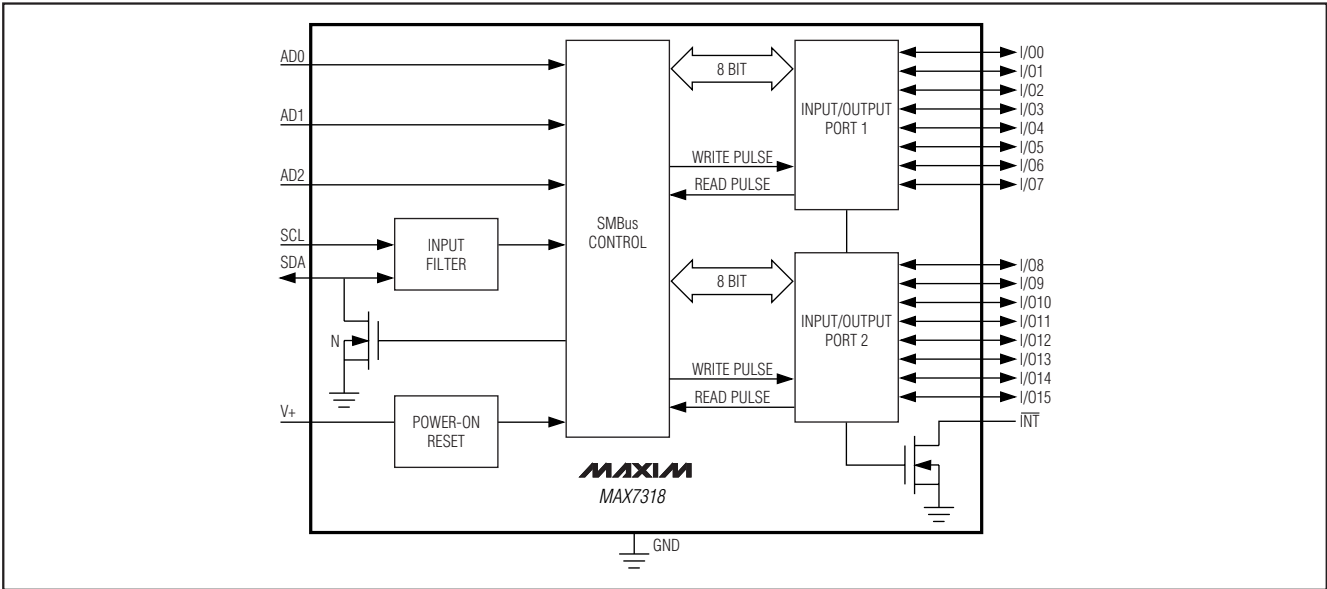 AD0
AD1
AD2
SCL
SDA
N
V+
INPUT
FILTER
POWER-ON
RESET
SMBus
CONTROL
8 BIT
WRITE PULSE
READ PULSE
8 BIT
WRITE PULSE
READ PULSE
INPUT/OUTPUT
PORT 1
INPUT/OUTPUT
PORT 2
I/O0
I/O1
I/O2
I/O3
I/O4
I/O5
I/O6
I/O7
I/O8
I/O9
I/O10
I/O11
I/O12
I/O13
I/O14
I/O15
INT
MAXIM
MAX7318
GND